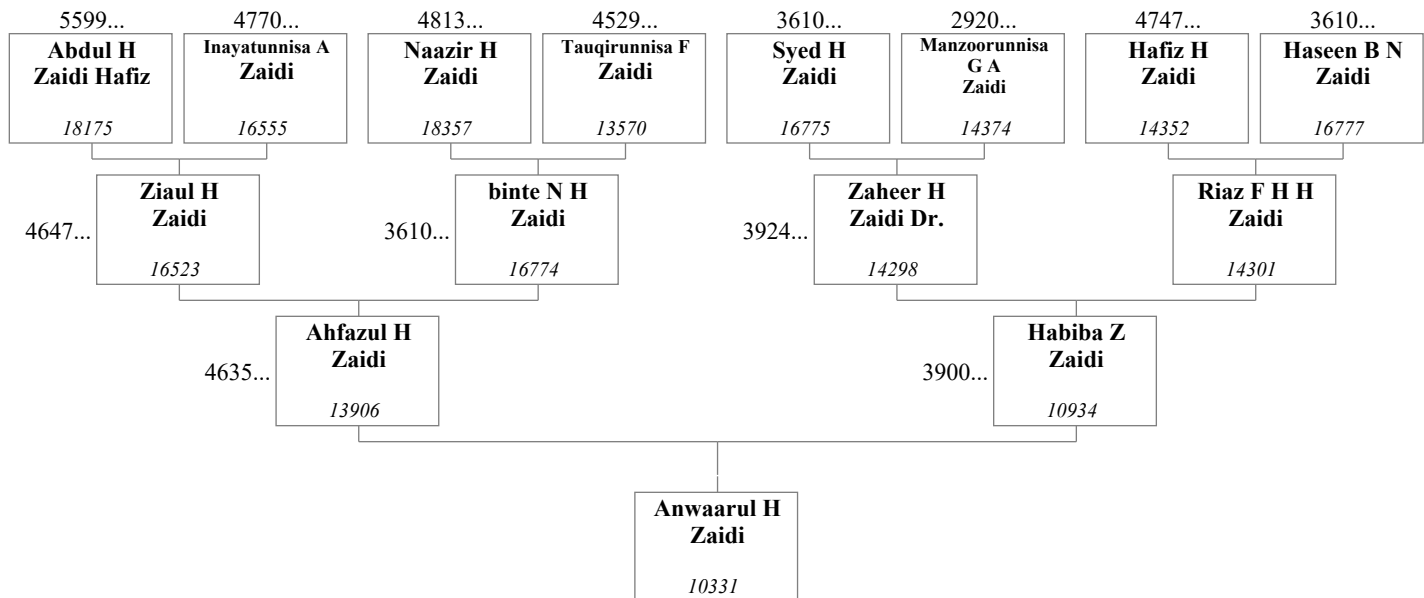 5599...
4770...
4813...
4529...
3610...
2920...
4747...
3610...
Abdul H
Zaidi Hafiz
18175
Inayatunnisa A
Zaidi
16555
Naazir H
Zaidi
18357
Tauqirunnisa F
Zaidi
13570
Syed H
Zaidi
16775
Manzoorunnisa
G A
Zaidi
14374
Hafiz H
Zaidi
14352
Haseen B N
Zaidi
16777
4647...
Ziaul H
Zaidi
16523
3610...
binte N H
Zaidi
16774
3924...
Zaheer H
Zaidi Dr.
14298
Riaz F H H
Zaidi
14301
4635...
Ahfazul H
Zaidi
13906
3900...
Habiba Z
Zaidi
10934
Anwaarul H
Zaidi
10331